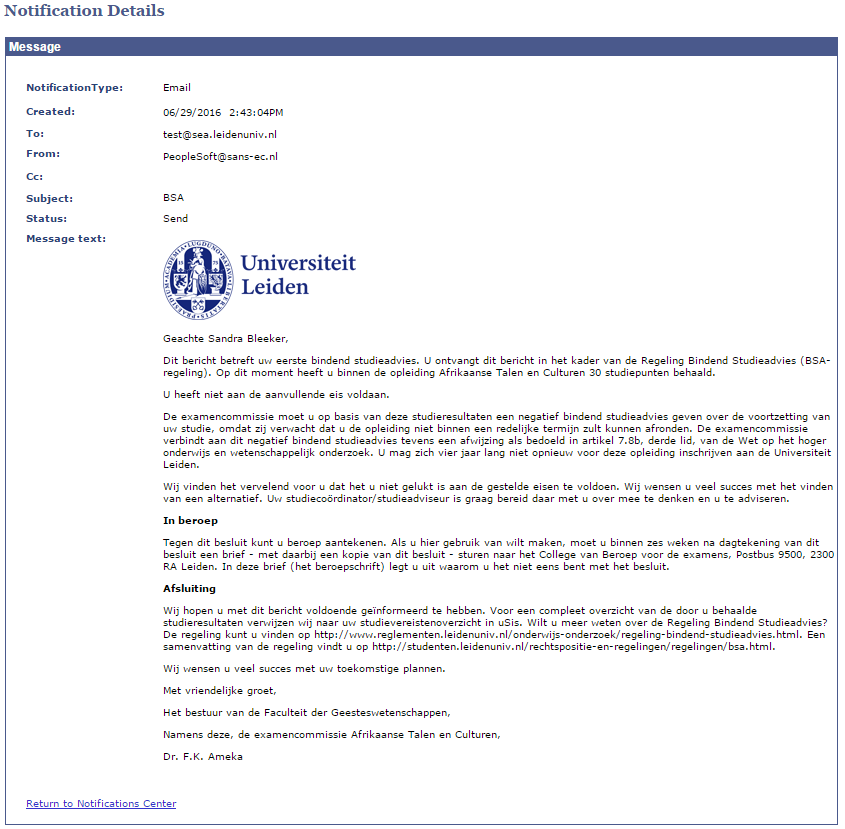 Notification Details
Message
NotificationType: Email
Created: 06/29/2016 2:43:04PM
To: test@sea.leidenuniv.nl
From: PeopleSoft@sans-ec.nl
Cc:
Subject: BSA
Status: Send
Message text:
Universiteit
Leiden
Geachte Sandra Bleeker,
Dit bericht betreft uw eerste bindend studieadvies. U ontvangt dit bericht in het kader van de Regeling Bindend Studieadvies (BSA-
regeling). Op dit moment heeft u binnen de opleiding Afrikaanse Talen en Culturen 30 studiepunten behaald.
U heeft niet aan de aanvullende eis voldaan.
De examencommissie moet u op basis van deze studieresultaten een negatief bindend studieadvies geven over de voortzetting van
uw studie, omdat zij verwacht dat u de opleiding niet binnen een redelijke termijn zult kunnen afronden. De examencommissie
verbindt aan dit negatief bindend studieadvies tevens een afwijzing als bedoeld in artikel 7.8b, derde lid, van de Wet op het hoger
onderwijs en wetenschappelijk onderzoek. U mag zich vier jaar lang niet opnieuw voor deze opleiding inschrijven aan de Universiteit
Leiden.
Wij vinden het vervelend voor u dat het u niet gelukt is aan de gestelde eisen te voldoen. Wij wensen u veel succes met het vinden
van een alternatief. Uw studiecoördinator/studieadviseur is graag bereid daar met u over mee te denken en u te adviseren.
In beroep
Tegen dit besluit kunt u beroep aantekenen. Als u hier gebruik van wilt maken, moet u binnen zes weken na dagtekening van dit
besluit een brief - met daarbij een kopie van dit besluit - sturen naar het College van Beroep voor de examens, Postbus 9500, 2300
RA Leiden. In deze brief (het beroepschrift) legt u uit waarom u het niet eens bent met het besluit.
Afsluiting
Wij hopen u met dit bericht voldoende geïnformeerd te hebben. Voor een compleet overzicht van de door u behaalde
studieresultaten verwijzen wij naar uw studievereistenoverzicht in uSis. Wilt u meer weten over de Regeling Bindend Studieadvies?
De regeling kunt u vinden op http://www.reglementen.leidenuniv.nl/onderwijs-onderzoek/regeling-bindend-studieadvies.html. Een
samenvatting van de regeling vindt u op http://studenten.leidenuniv.nl/rechtspositie-en-regelingen/regelingen/bsa.html.
Wij wensen u veel succes met uw toekomstige plannen.
Met vriendelijke groet,
Het bestuur van de Faculteit der Geesteswetenschappen,
Namens deze, de examencommissie Afrikaanse Talen en Culturen,
Dr. F.K. Ameka
Return to Notifications Center